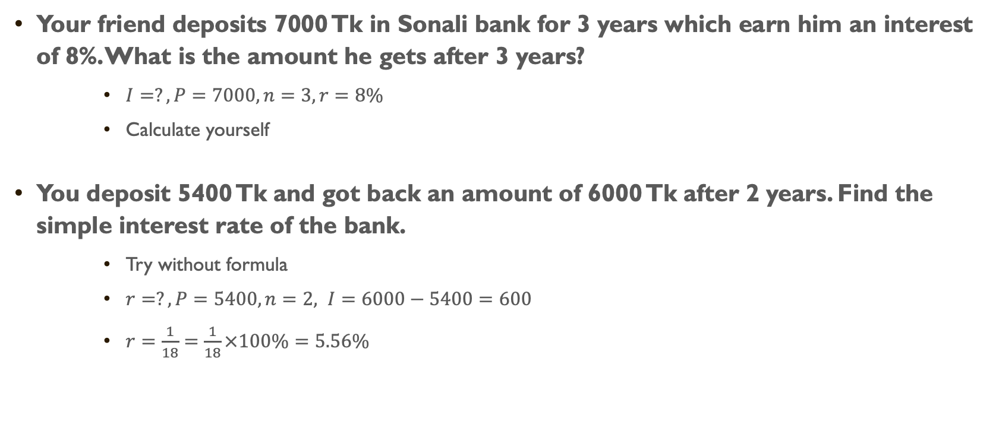 • Your friend deposits 7000 Tk in Sonali bank for 3 years which earn him an interest
of 8%. What is the amount he gets after 3 years?
• I =?, P = 7000, n = 3, r = 8%
• Calculate yourself
• You deposit 5400 Tk and got back an amount of 6000 Tk after 2 years. Find the
simple interest rate of the bank.
• Try without formula
• r =?, P = 5400, n = 2, I = 6000 − 5400 = 600
• r = 1/18 = 1/18 ×100% = 5.56%